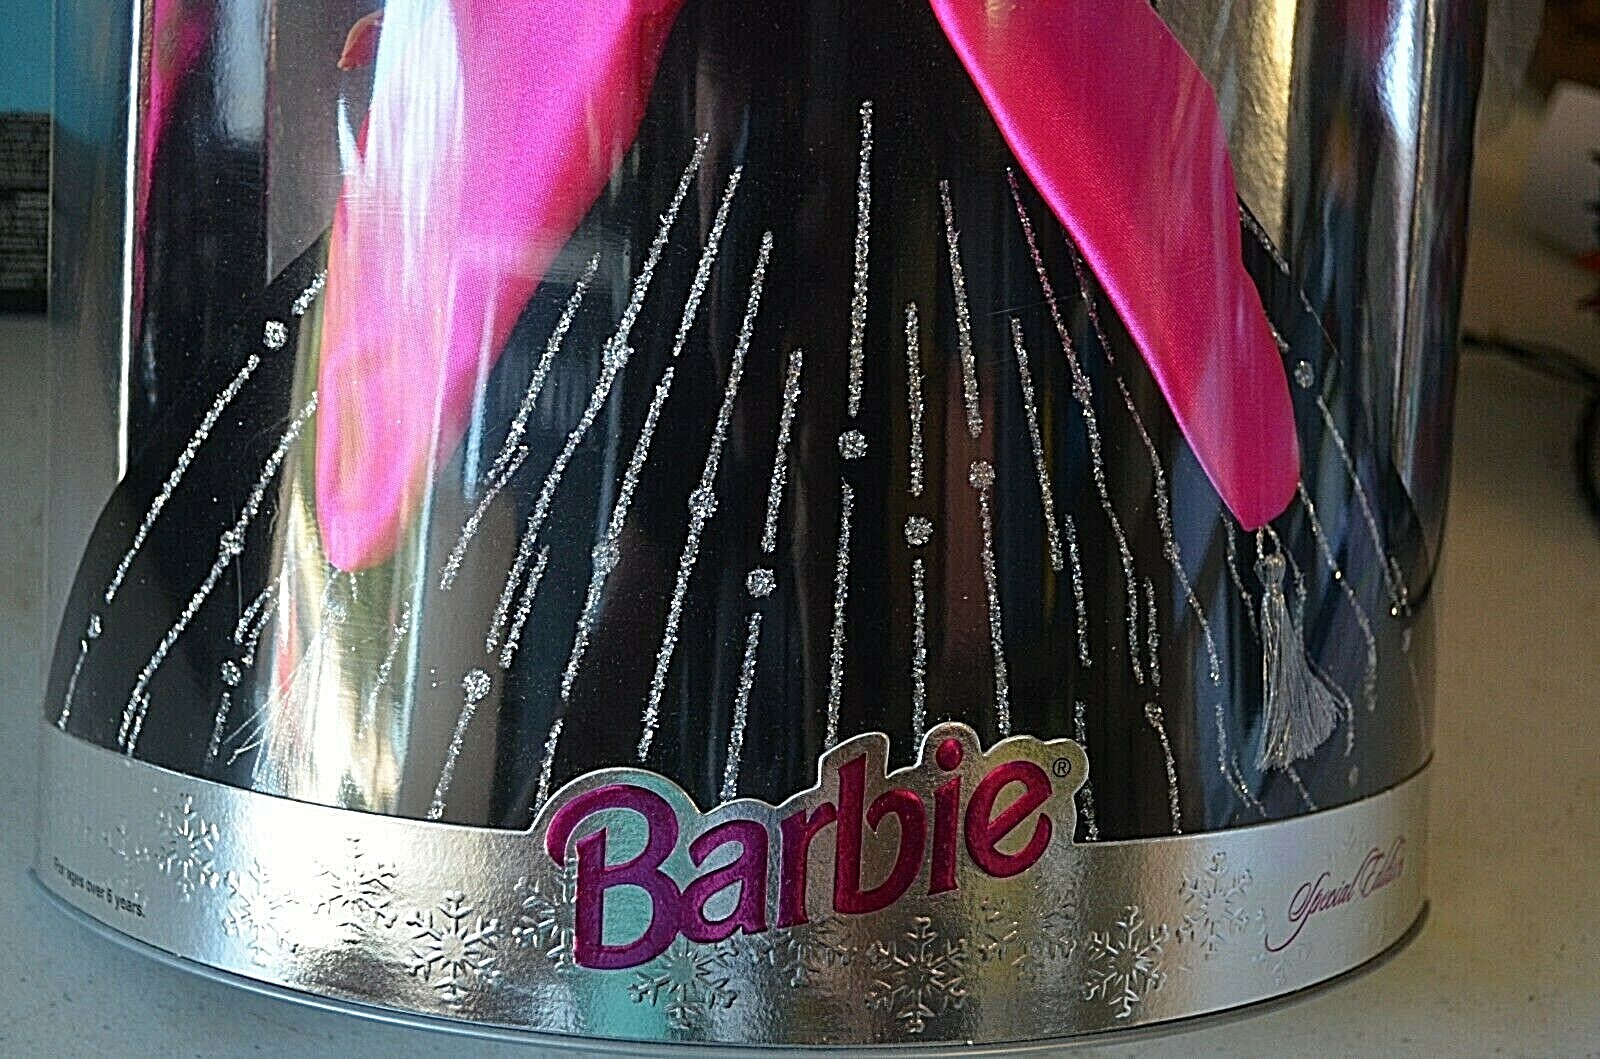 Barbie®
For ages over 6 years.
Special Edition